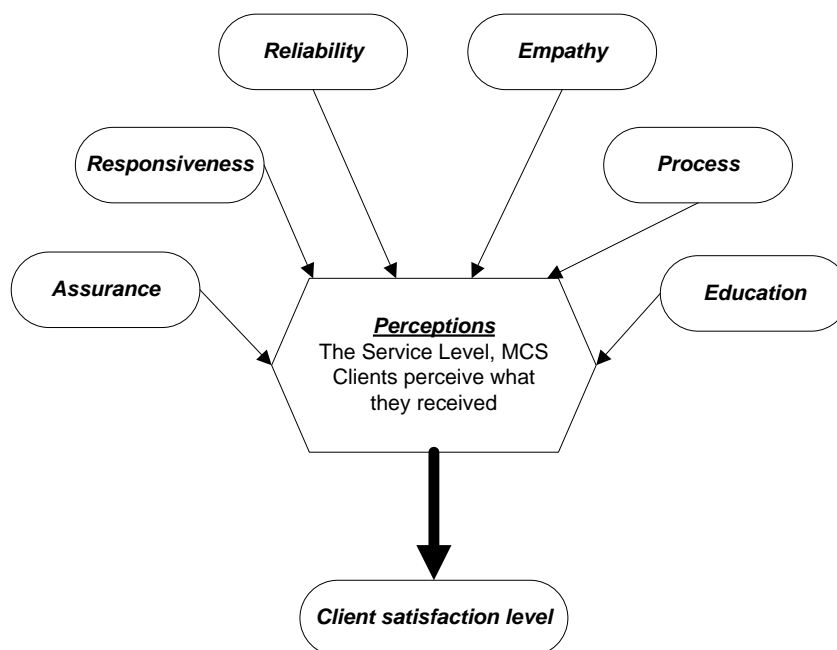 Reliability
Empathy
Responsiveness
Process
Assurance
Education
Perceptions
The Service Level, MCS
Clients perceive what
they received
Client satisfaction level